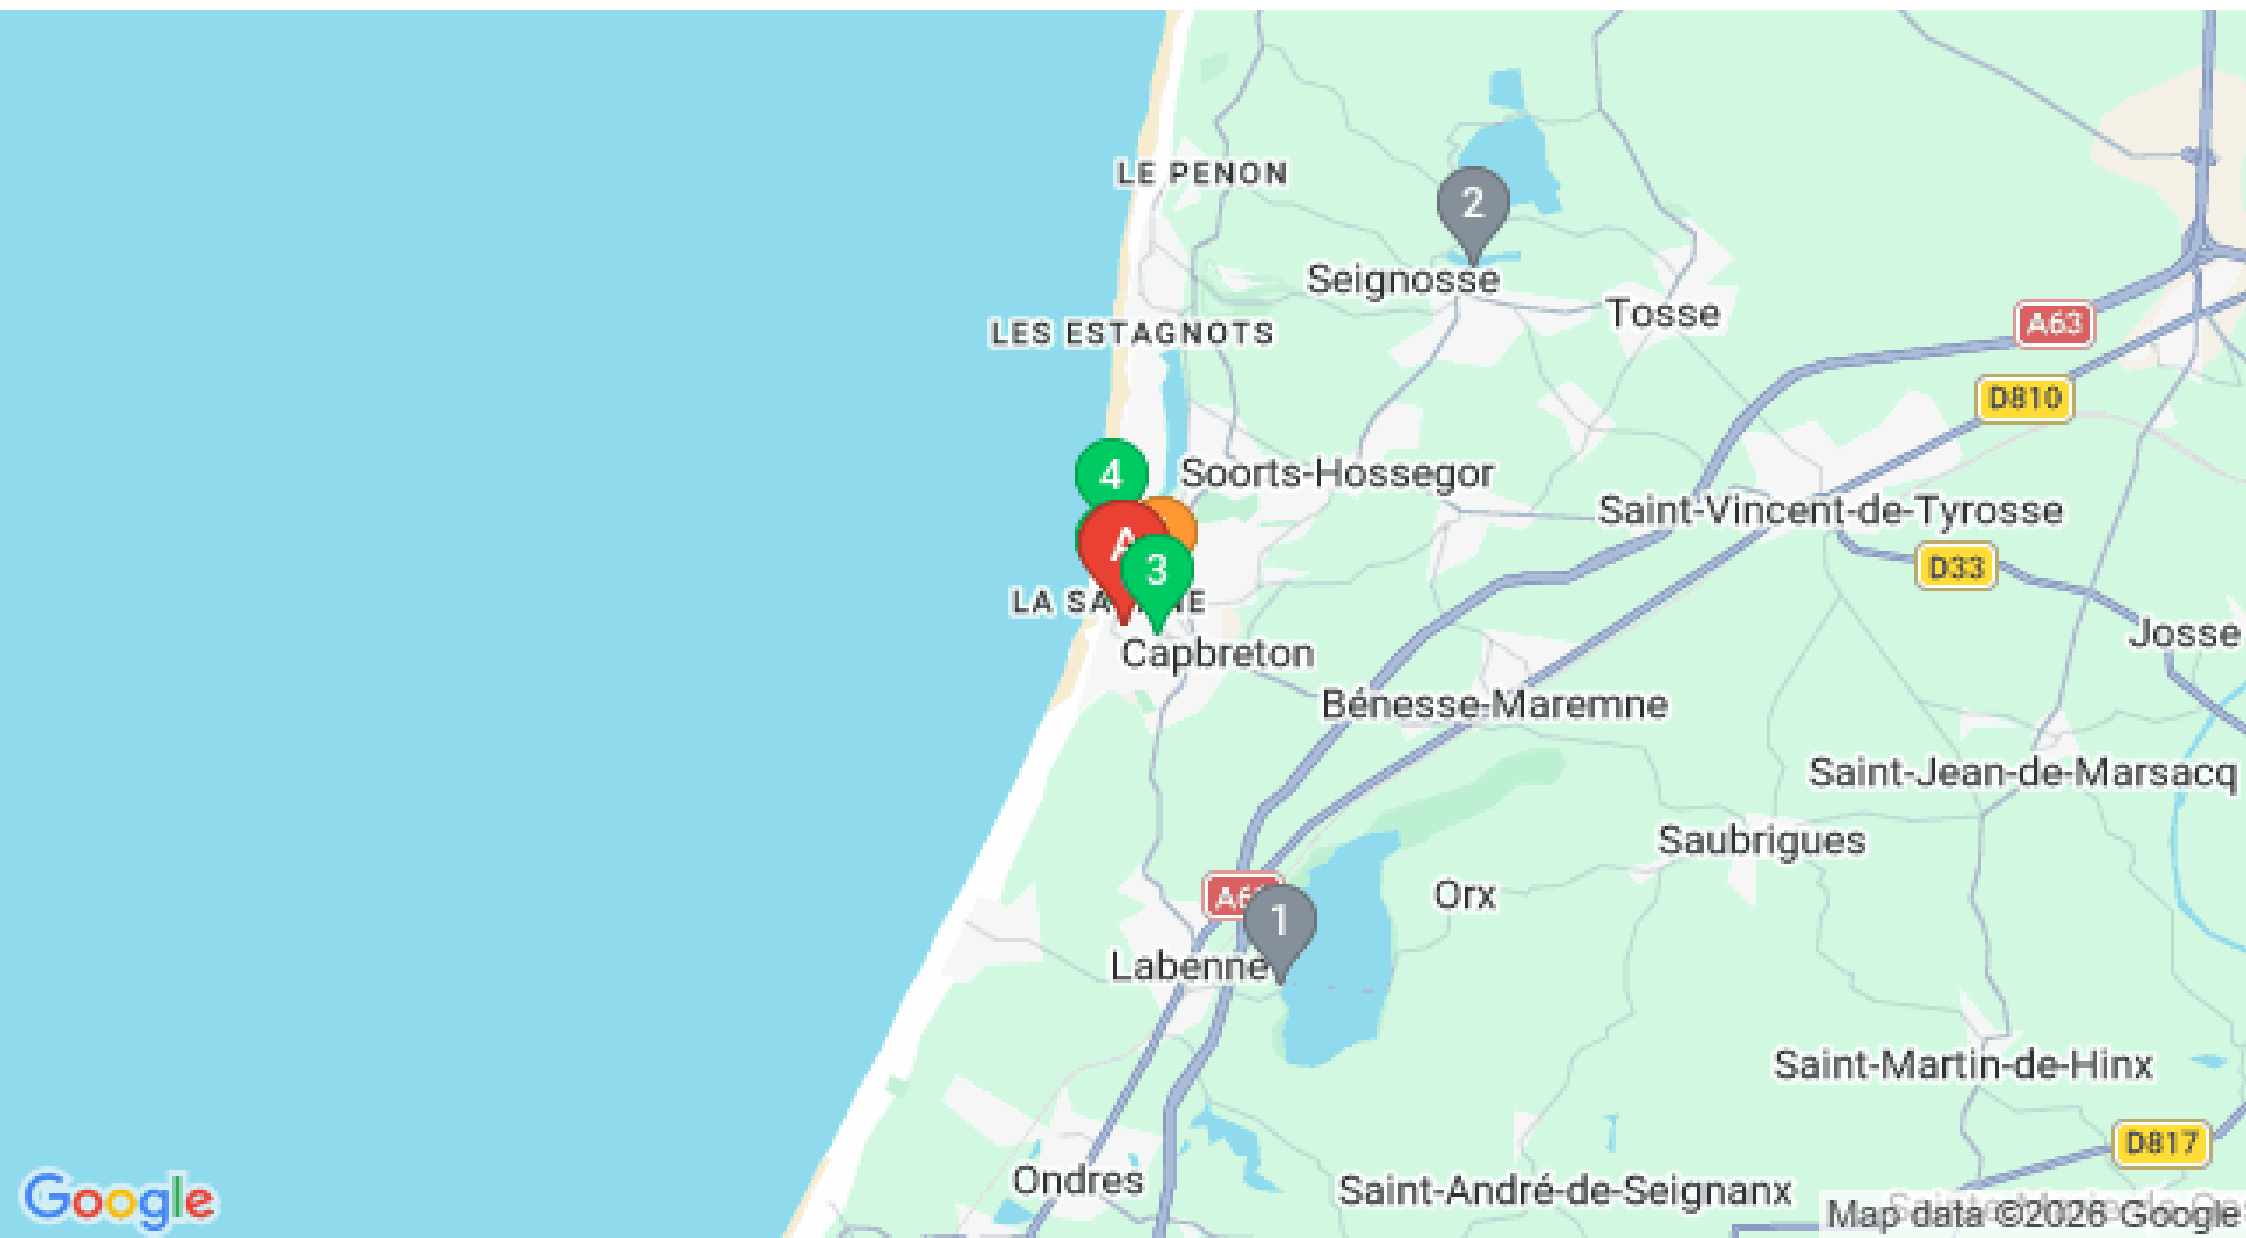 LE PENON
2
Seignosse
Tosse
A63
LES ESTAGNOTS
D810
4
Soorts-Hossegor
Saint-Vincent-de-Tyrosse
A
3
D33
LA
Josse
Capbreton
Bénesse-Maremne
Saint-Jean-de-Marsacq
Saubrigues
Orx
1
Labenne
Saint-Martin-de-Hinx
D817
Ondres
Saint-André-de-Seignanx
Google
Map data ©2026 Google